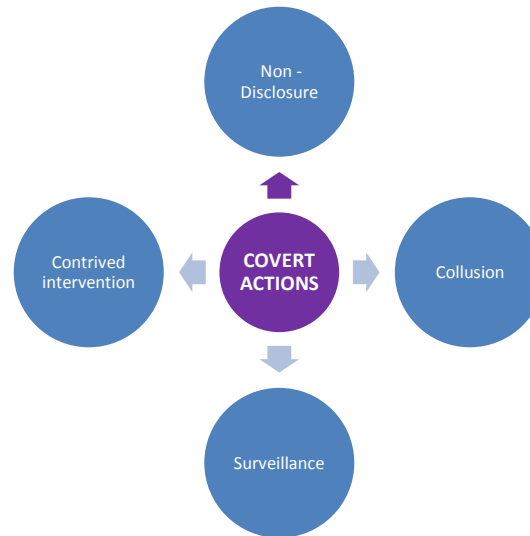 Non -
Disclosure
Contrived
intervention
COVERT
ACTIONS
Collusion
Surveillance